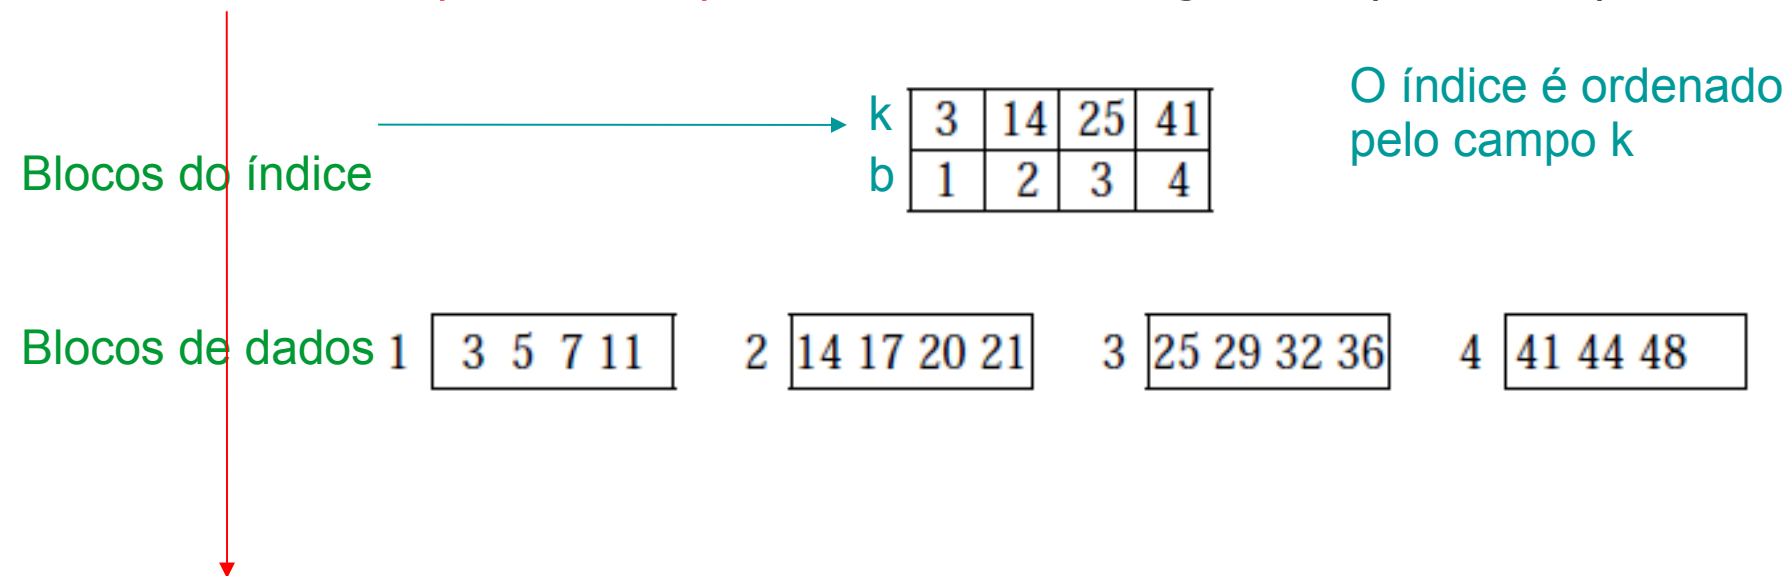 O índice é ordenado
pelo campo k
k 3 14 25 41
b 1 2 3 4
Blocos do índice
Blocos de dados 1 3 5 7 11 2 14 17 20 21 3 25 29 32 36 4 41 44 48